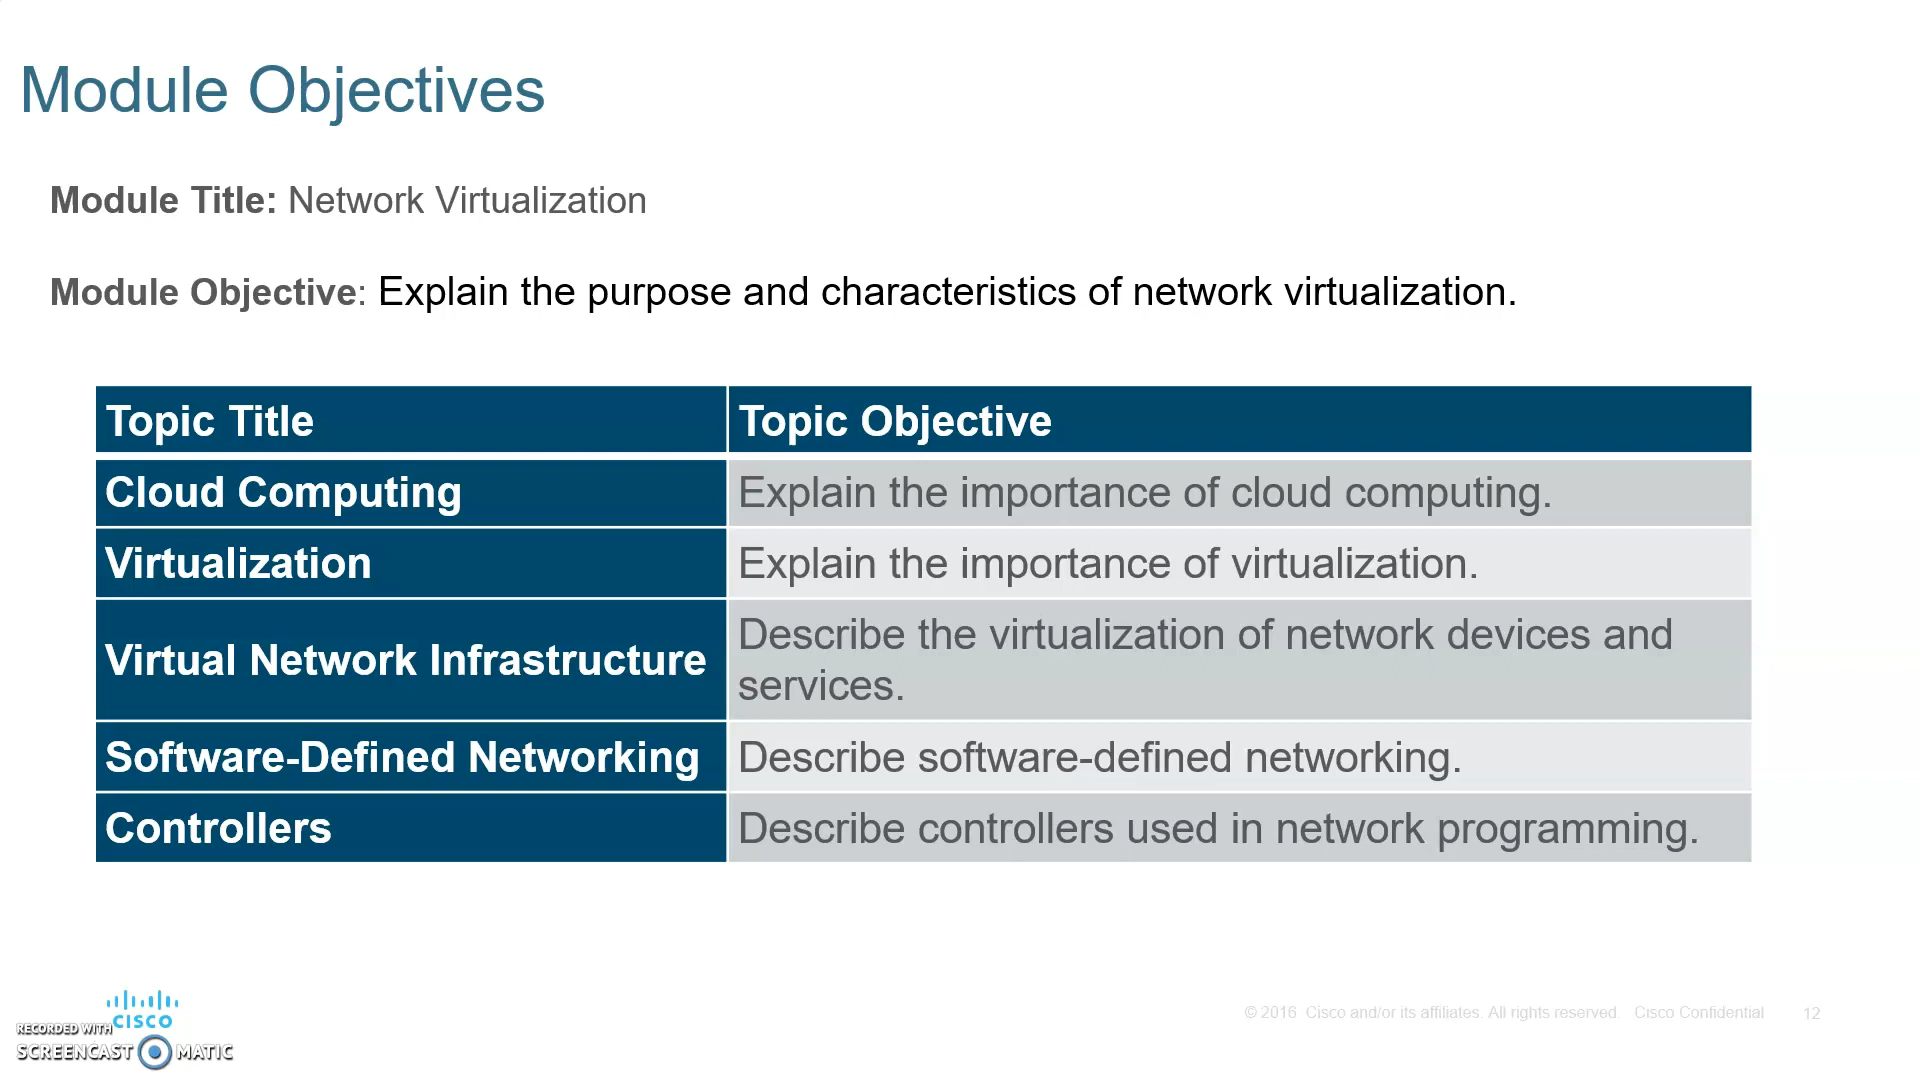 Module Objectives
Module Title: Network Virtualization
Module Objective: Explain the purpose and characteristics of network virtualization.
Topic Title Topic Objective
Cloud Computing Explain the importance of cloud computing.
Virtualization Explain the importance of virtualization.
Virtual Network Infrastructure Describe the virtualization of network devices and
services.
Software-Defined Networking Describe software-defined networking.
Controllers Describe controllers used in network programming.
CISCO
RECORDED WITH
SCREENCAST MATIC
© 2016 Cisco and/or its affiliates. All rights reserved. Cisco Confidential 12